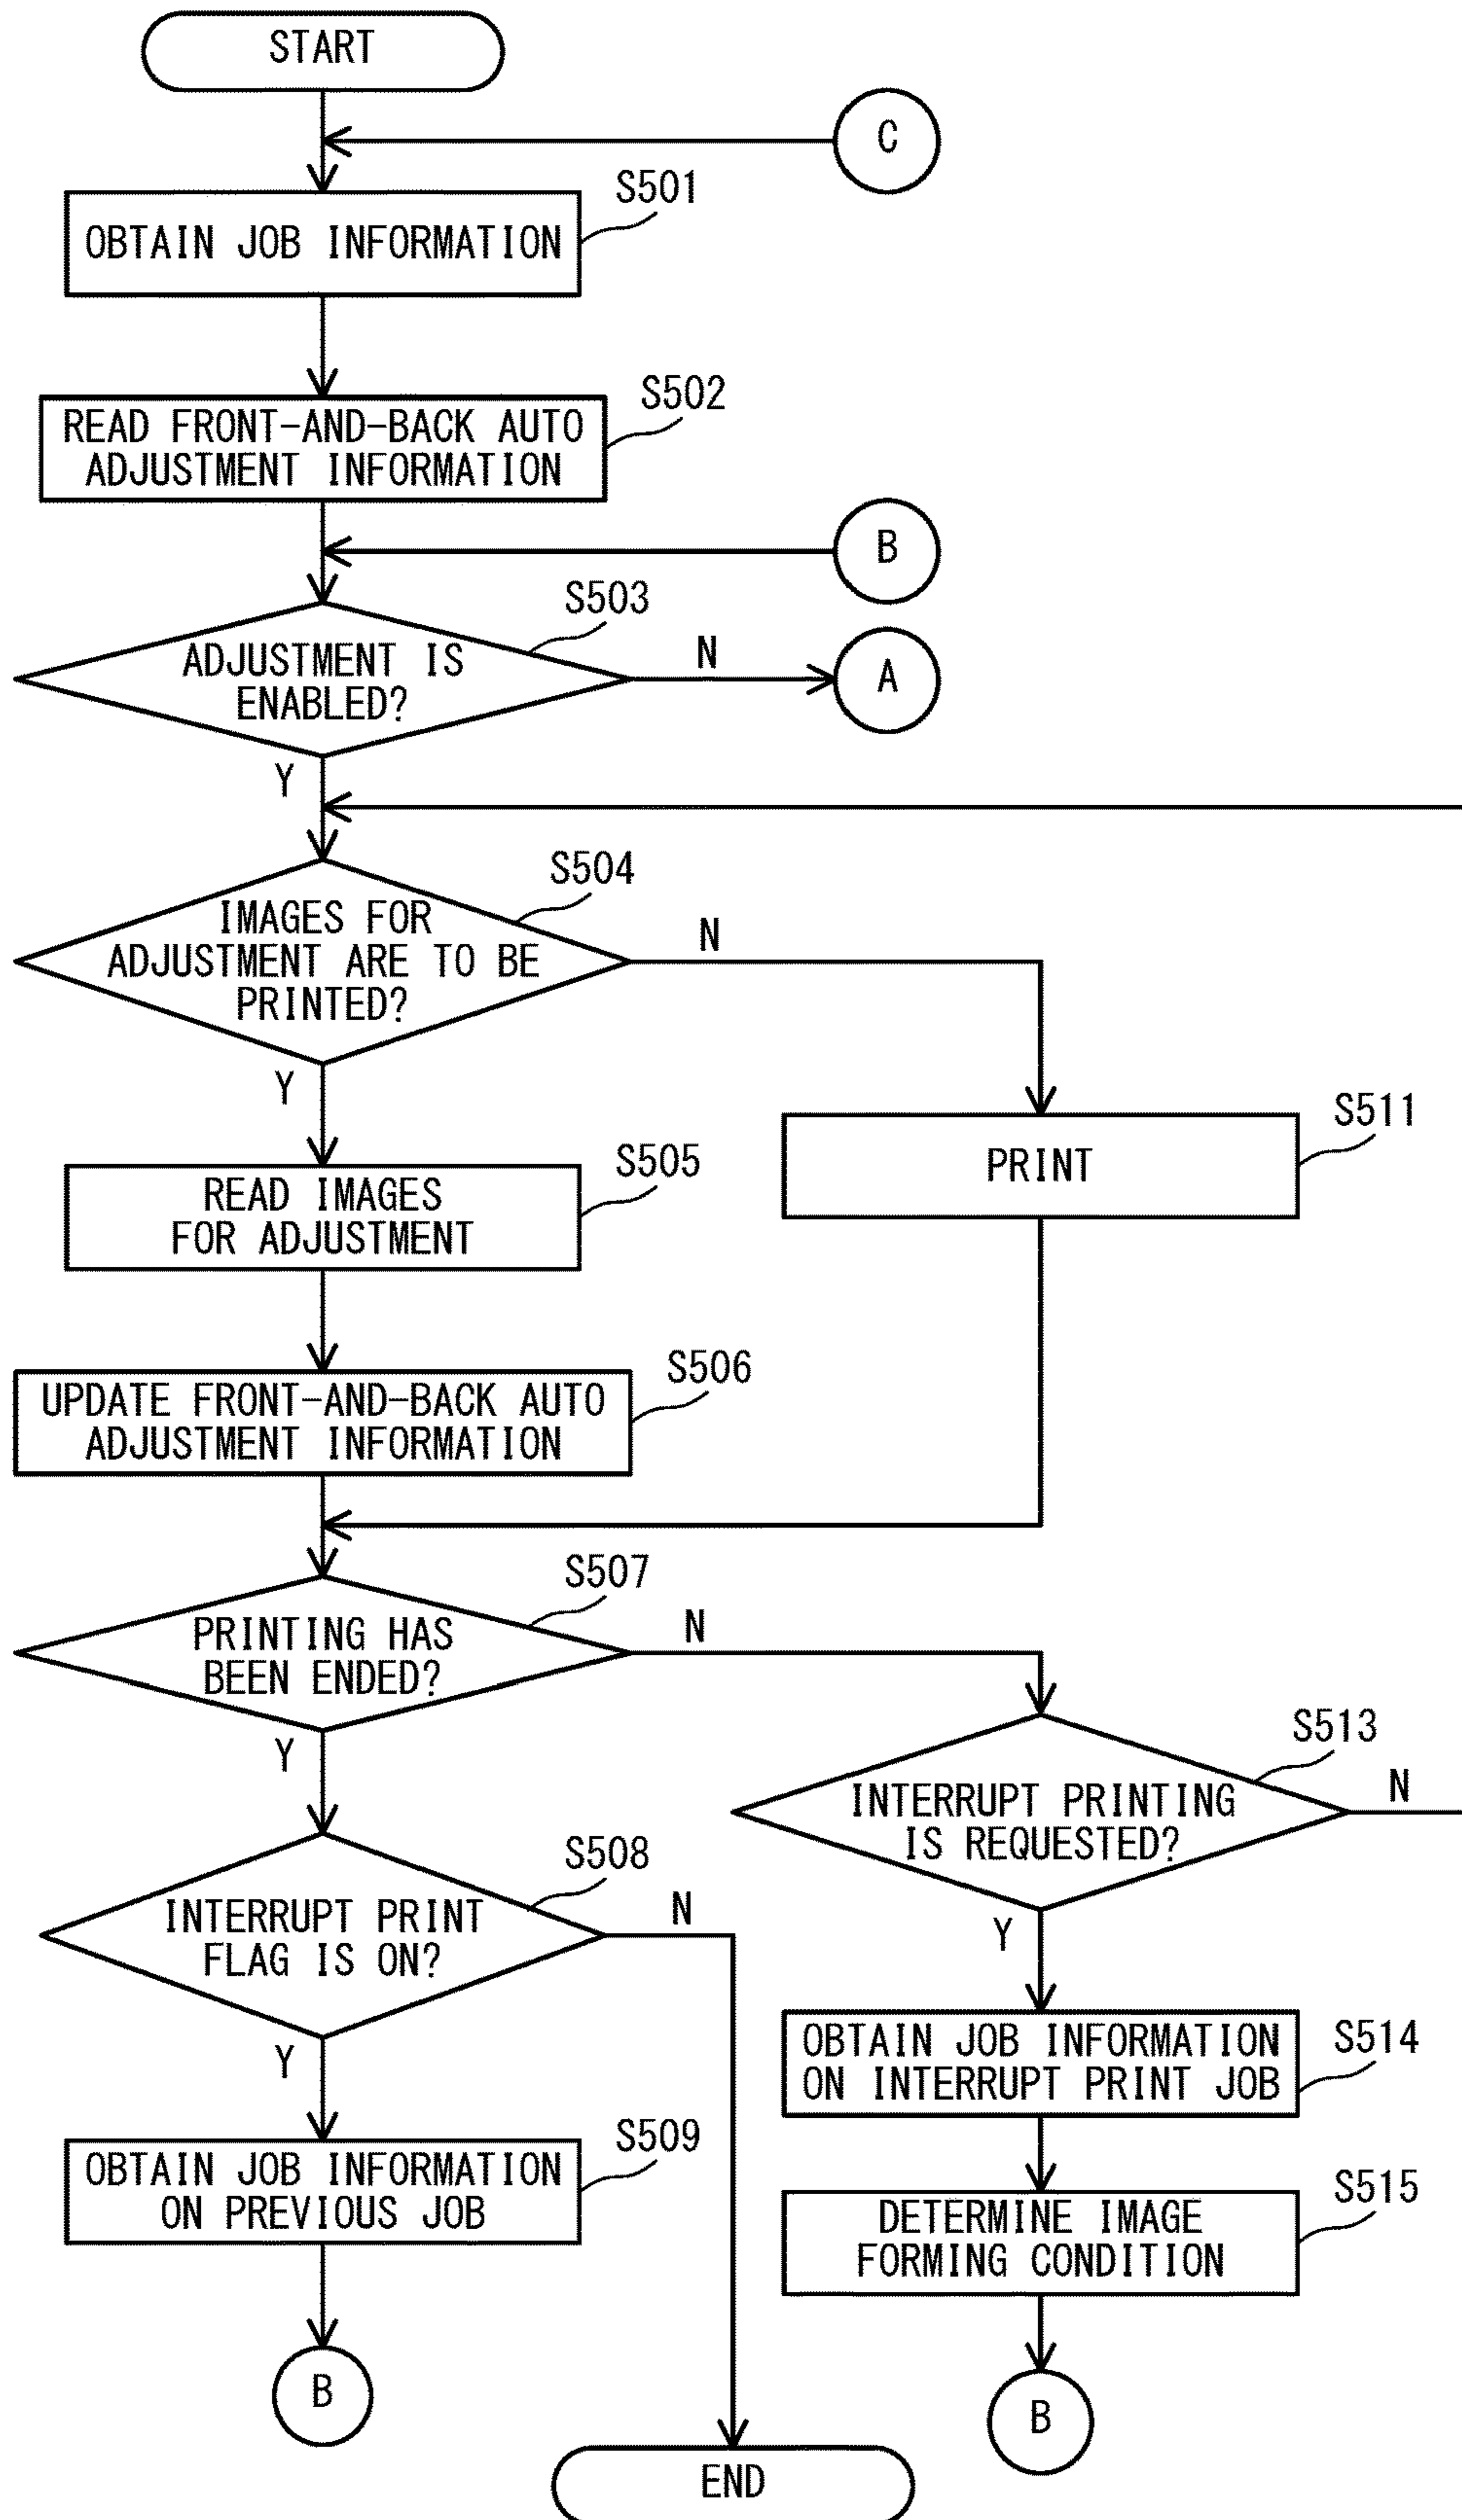 START
C
S501
OBTAIN JOB INFORMATION
S502
READ FRONT-AND-BACK AUTO
ADJUSTMENT INFORMATION
B
S503
ADJUSTMENT IS
ENABLED?
N
A
Y
S504
IMAGES FOR
ADJUSTMENT ARE TO BE
PRINTED?
N
Y
S511
PRINT
S505
READ IMAGES
FOR ADJUSTMENT
S506
UPDATE FRONT-AND-BACK AUTO
ADJUSTMENT INFORMATION
S507
PRINTING HAS
BEEN ENDED?
N
Y
S513
INTERRUPT PRINTING
IS REQUESTED?
N
Y
S508
INTERRUPT PRINT
FLAG IS ON?
N
Y
S514
OBTAIN JOB INFORMATION
ON INTERRUPT PRINT JOB
S509
OBTAIN JOB INFORMATION
ON PREVIOUS JOB
S515
DETERMINE IMAGE
FORMING CONDITION
B
B
END